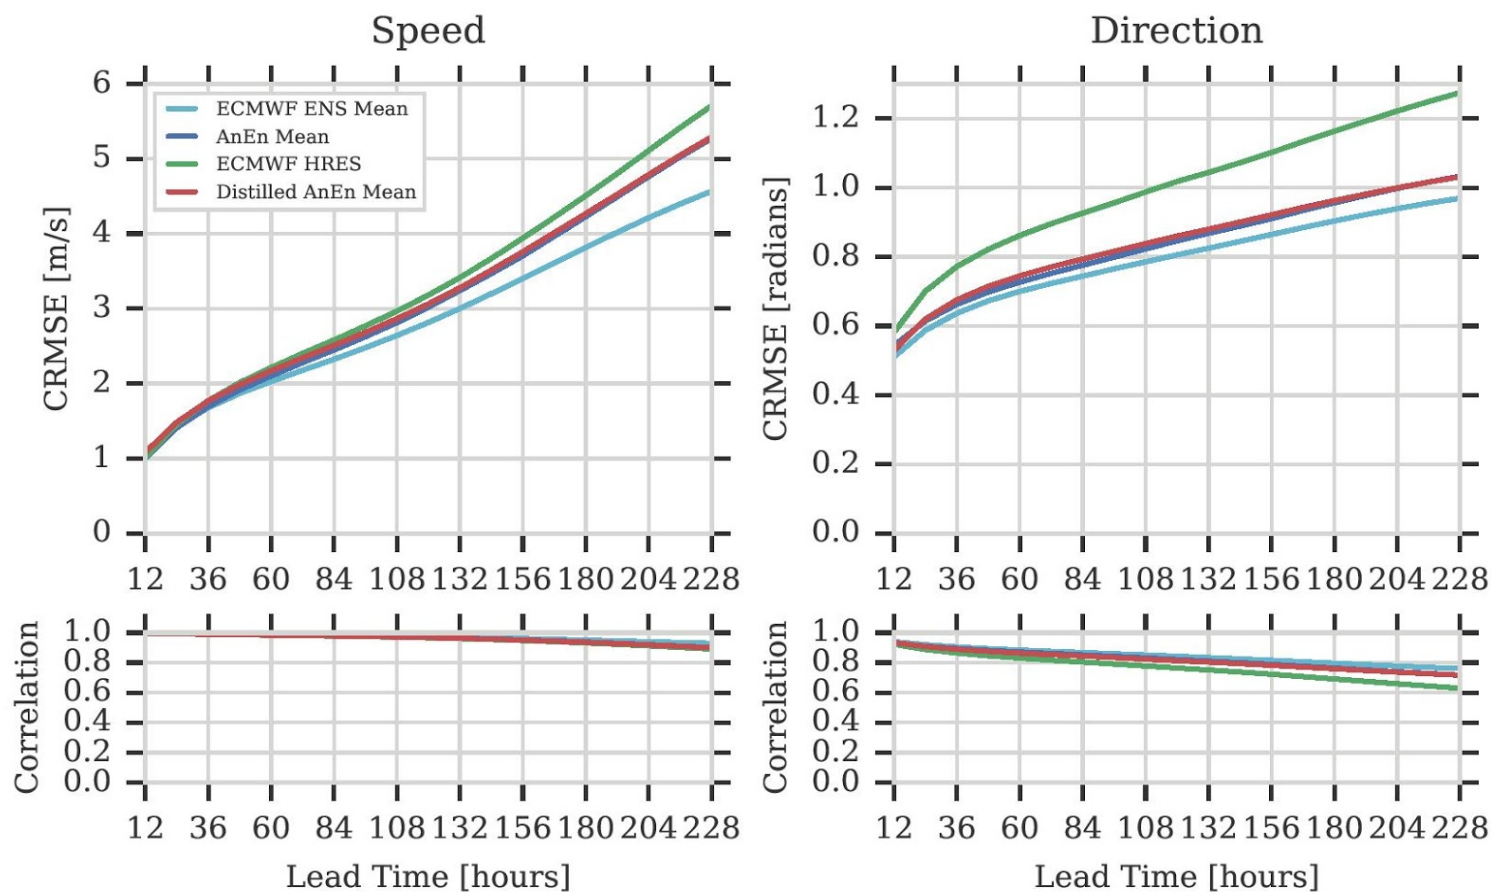 Speed
Direction
6
5
4
3
2
1
0
CRMSE [m/s]
ECMWF ENS Mean
AnEn Mean
ECMWF HRES
Distilled AnEn Mean
12 36 60 84 108 132 156 180 204 228
1.2
1.0
0.8
0.6
0.4
0.2
0.0
CRMSE [radians]
12 36 60 84 108 132 156 180 204 228
1.0
0.8
0.6
0.4
0.2
0.0
Correlation
12 36 60 84 108 132 156 180 204 228
Lead Time [hours]
1.0
0.8
0.6
0.4
0.2
0.0
Correlation
12 36 60 84 108 132 156 180 204 228
Lead Time [hours]